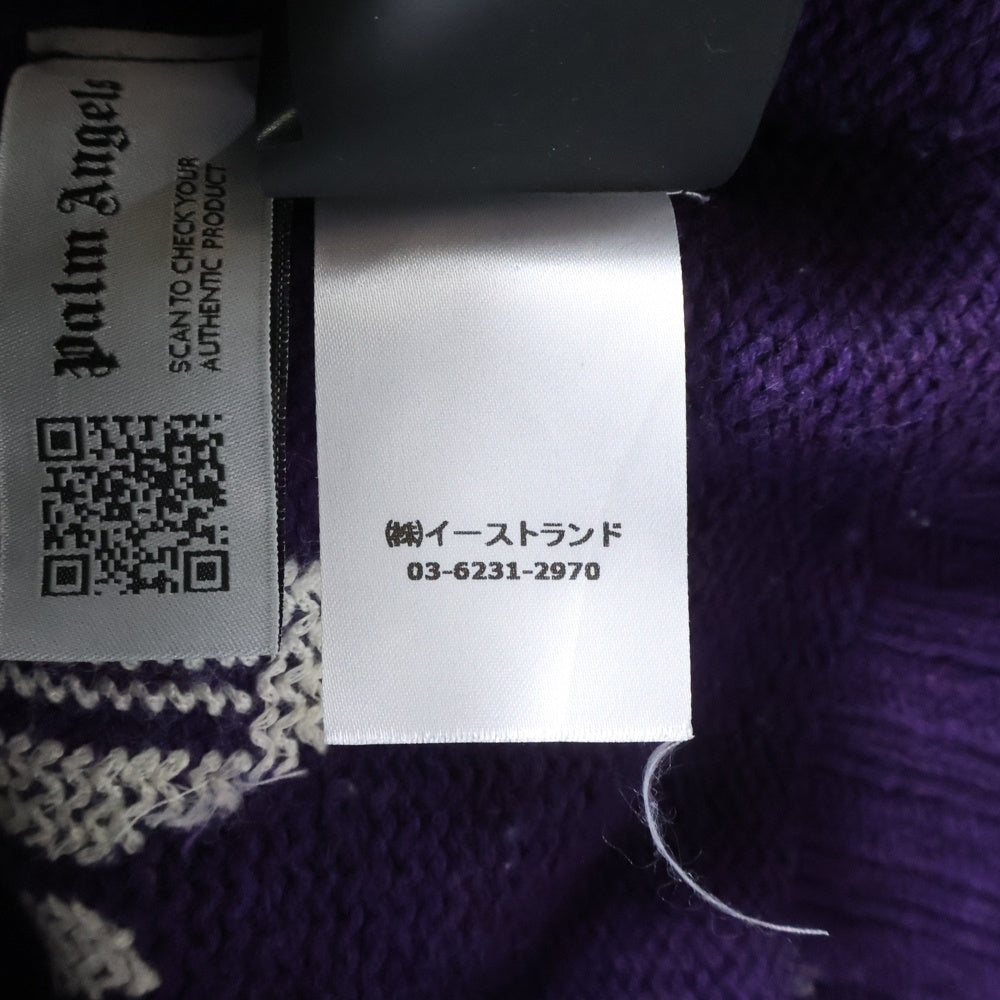 Palm Angels
SCAN TO CHECK YOUR
AUTHENTIC PRODUCT
㈱イーストランド
03-6231-2970